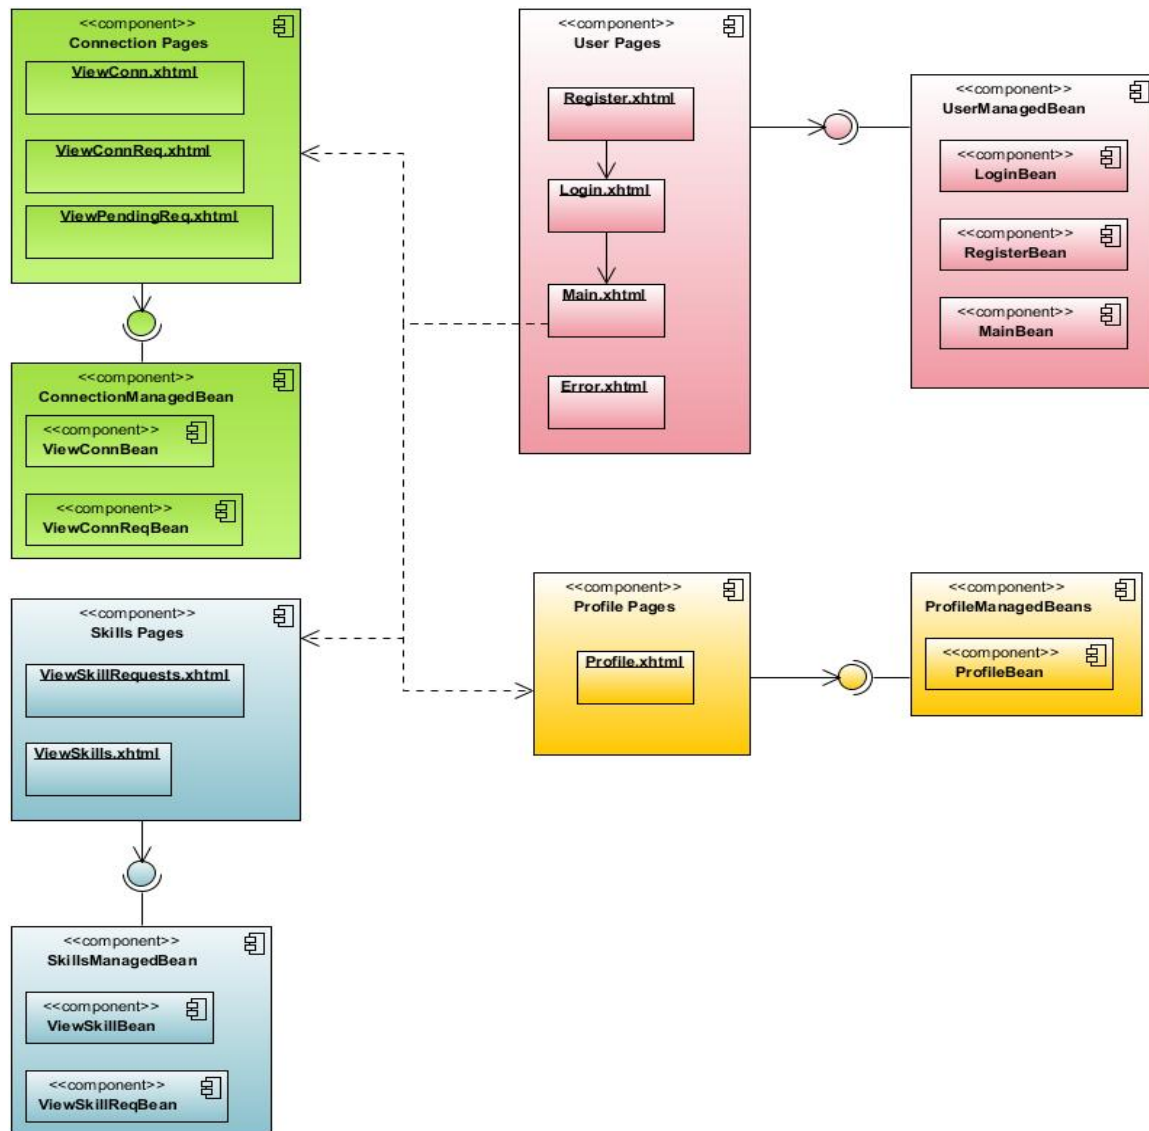 <<component>>
Connection Pages
ViewConn.xhtml
ViewConnReq.xhtml
ViewPendingReq.xhtml
<<component>>
ConnectionManagedBean
<<component>>
ViewConnBean
<<component>>
ViewConnReqBean
<<component>>
Skills Pages
ViewSkillRequests.xhtml
ViewSkills.xhtml
<<component>>
SkillsManagedBean
<<component>>
ViewSkillBean
<<component>>
ViewSkillReqBean
<<component>>
User Pages
Register.xhtml
Login.xhtml
Main.xhtml
Error.xhtml
<<component>>
UserManagedBean
<<component>>
LoginBean
<<component>>
RegisterBean
<<component>>
MainBean
<<component>>
Profile Pages
Profile.xhtml
<<component>>
ProfileManagedBeans
<<component>>
ProfileBean